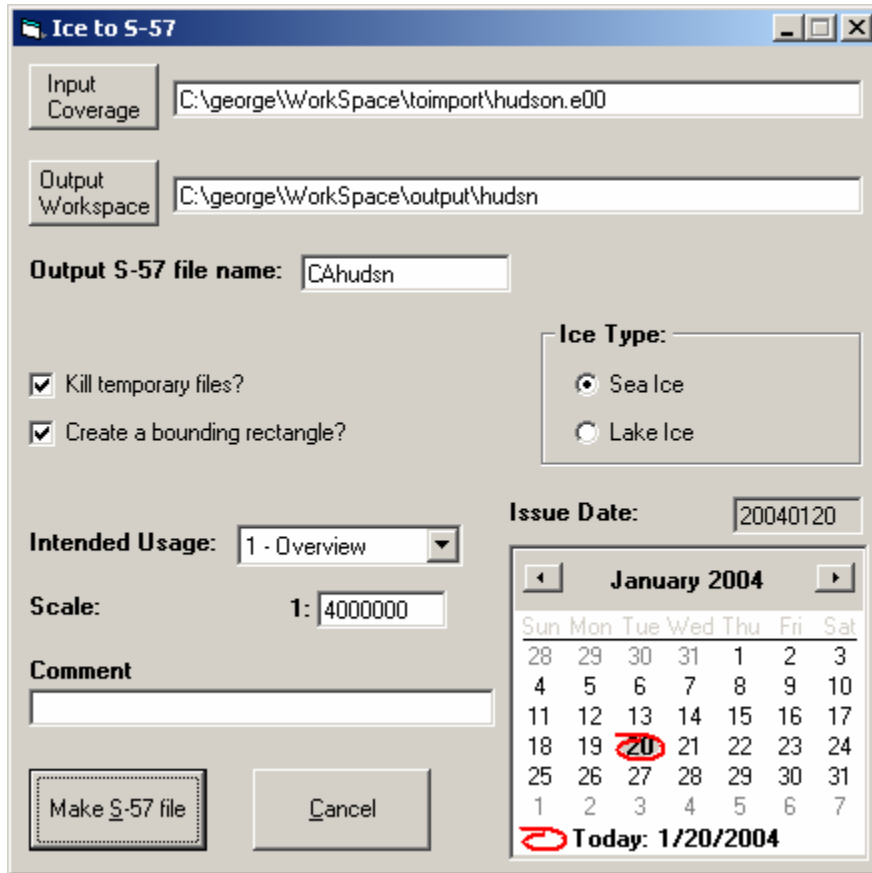 Ice to S-57
Input
Coverage
C:\george\WorkSpace\toimport\hudson.e00
Output
Workspace
C:\george\WorkSpace\output\hudsn
Output S-57 file name:
CAhudsn
Ice Type:
Kill temporary files?
Sea Ice
Create a bounding rectangle?
Lake Ice
Issue Date:
20040120
Intended Usage:
1 - Overview
January 2004
Scale:
1:
4000000
Sun Mon Tue Wed Thu Fri Sat
28 29 30 31 1 2 3
Comment
4 5 6 7 8 9 10
11 12 13 14 15 16 17
18 19 20 21 22 23 24
25 26 27 28 29 30 31
1 2 3 4 5 6 7
Today: 1/20/2004
Make S-57 file
Cancel